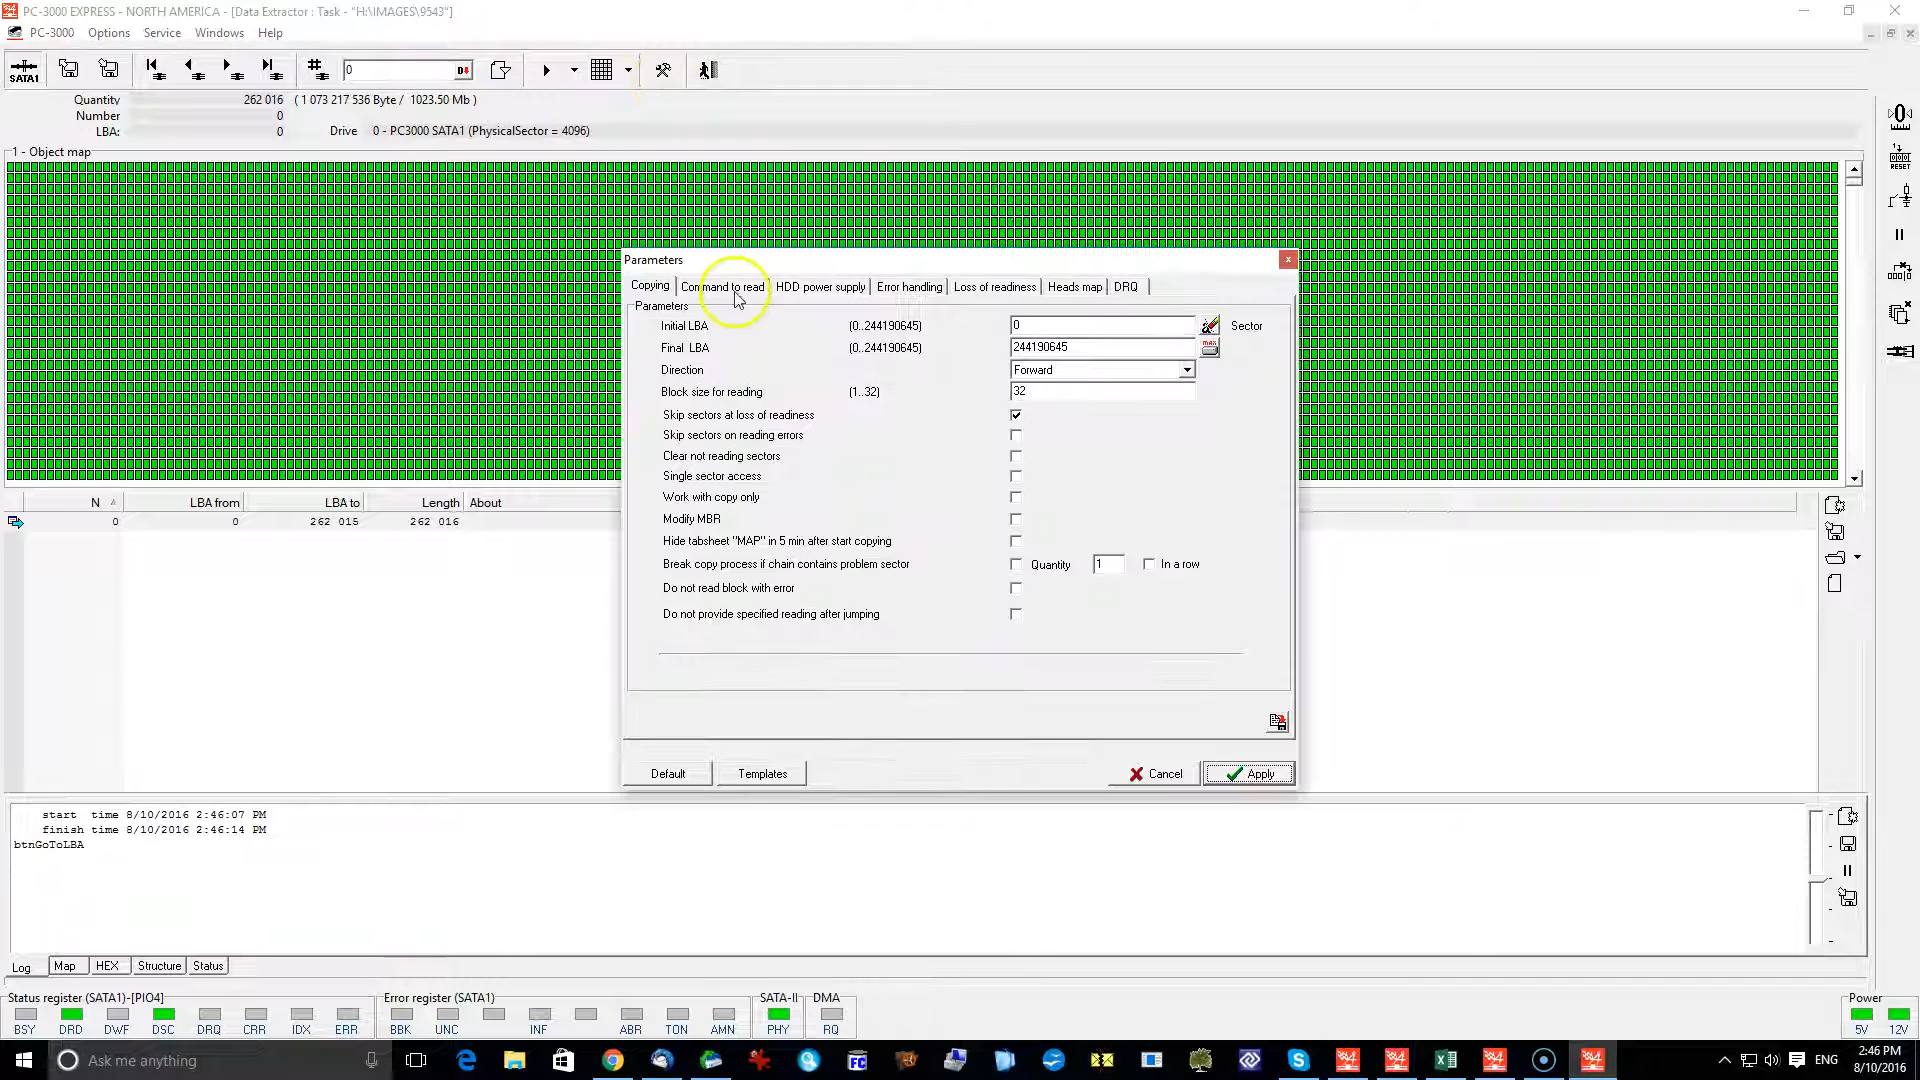 PC-3000 EXPRESS - NORTH AMERICA - [Data Extractor : Task - "H:\IMAGES\9543"]
PC-3000 Options Service Windows Help
SATA1 0
Quantity 262 016 ( 1 073 217 536 Byte / 1023.50 Mb )
Number 0
LBA: 0 Drive 0 - PC3000 SATA1 (PhysicalSector = 4096)
1 - Object map
RESET
Parameters
Copying Command to read HDD power supply Error handling Loss of readiness Heads map DRQ
Parameters
Initial LBA (0..244190645) 0 Sector
Final LBA (0..244190645) 244190645
Direction Forward
Block size for reading (1..32) 32
Skip sectors at loss of readiness
Skip sectors on reading errors
Clear not reading sectors
Single sector access
Work with copy only
Modify MBR
Hide tabsheet "MAP" in 5 min after start copying
Break copy process if chain contains problem sector Quantity 1 In a row
Do not read block with error
Do not provide specified reading after jumping
Default Templates Cancel Apply
N LBA from LBA to Length About
0 0 262 015 262 016
start time 8/10/2016 2:46:07 PM
finish time 8/10/2016 2:46:14 PM
btnGoToLBA
Log Map HEX Structure Status
Status register (SATA1)-[PIO4] Error register (SATA1) SATA-II DMA Power
BSY DRD DWF DSC DRQ CRR IDX ERR BBK UNC INF ABR TON AMN PHY RQ 5V 12V
Ask me anything
ENG
2:46 PM
8/10/2016